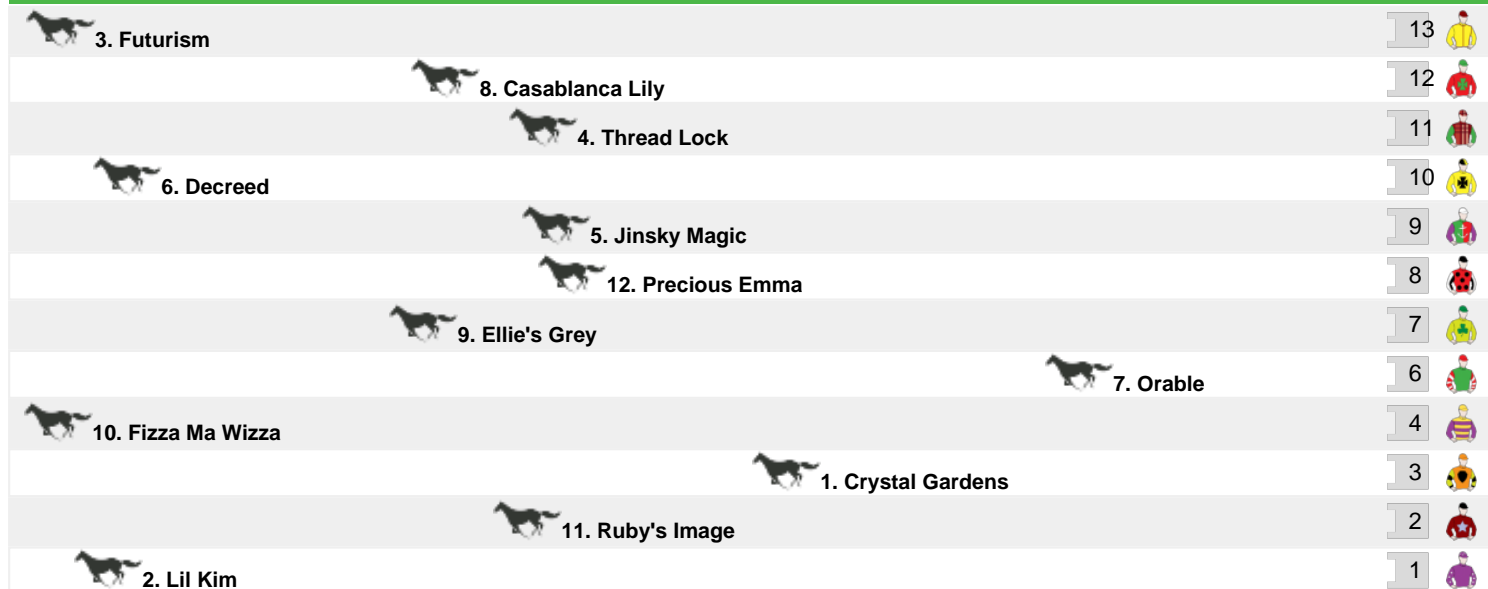 3. Futurism 13
8. Casablanca Lily 12
4. Thread Lock 11
6. Decreed 10
5. Jinsky Magic 9
12. Precious Emma 8
9. Ellie's Grey 7
7. Orable 6
10. Fizza Ma Wizza 4
1. Crystal Gardens 3
11. Ruby's Image 2
2. Lil Kim 1